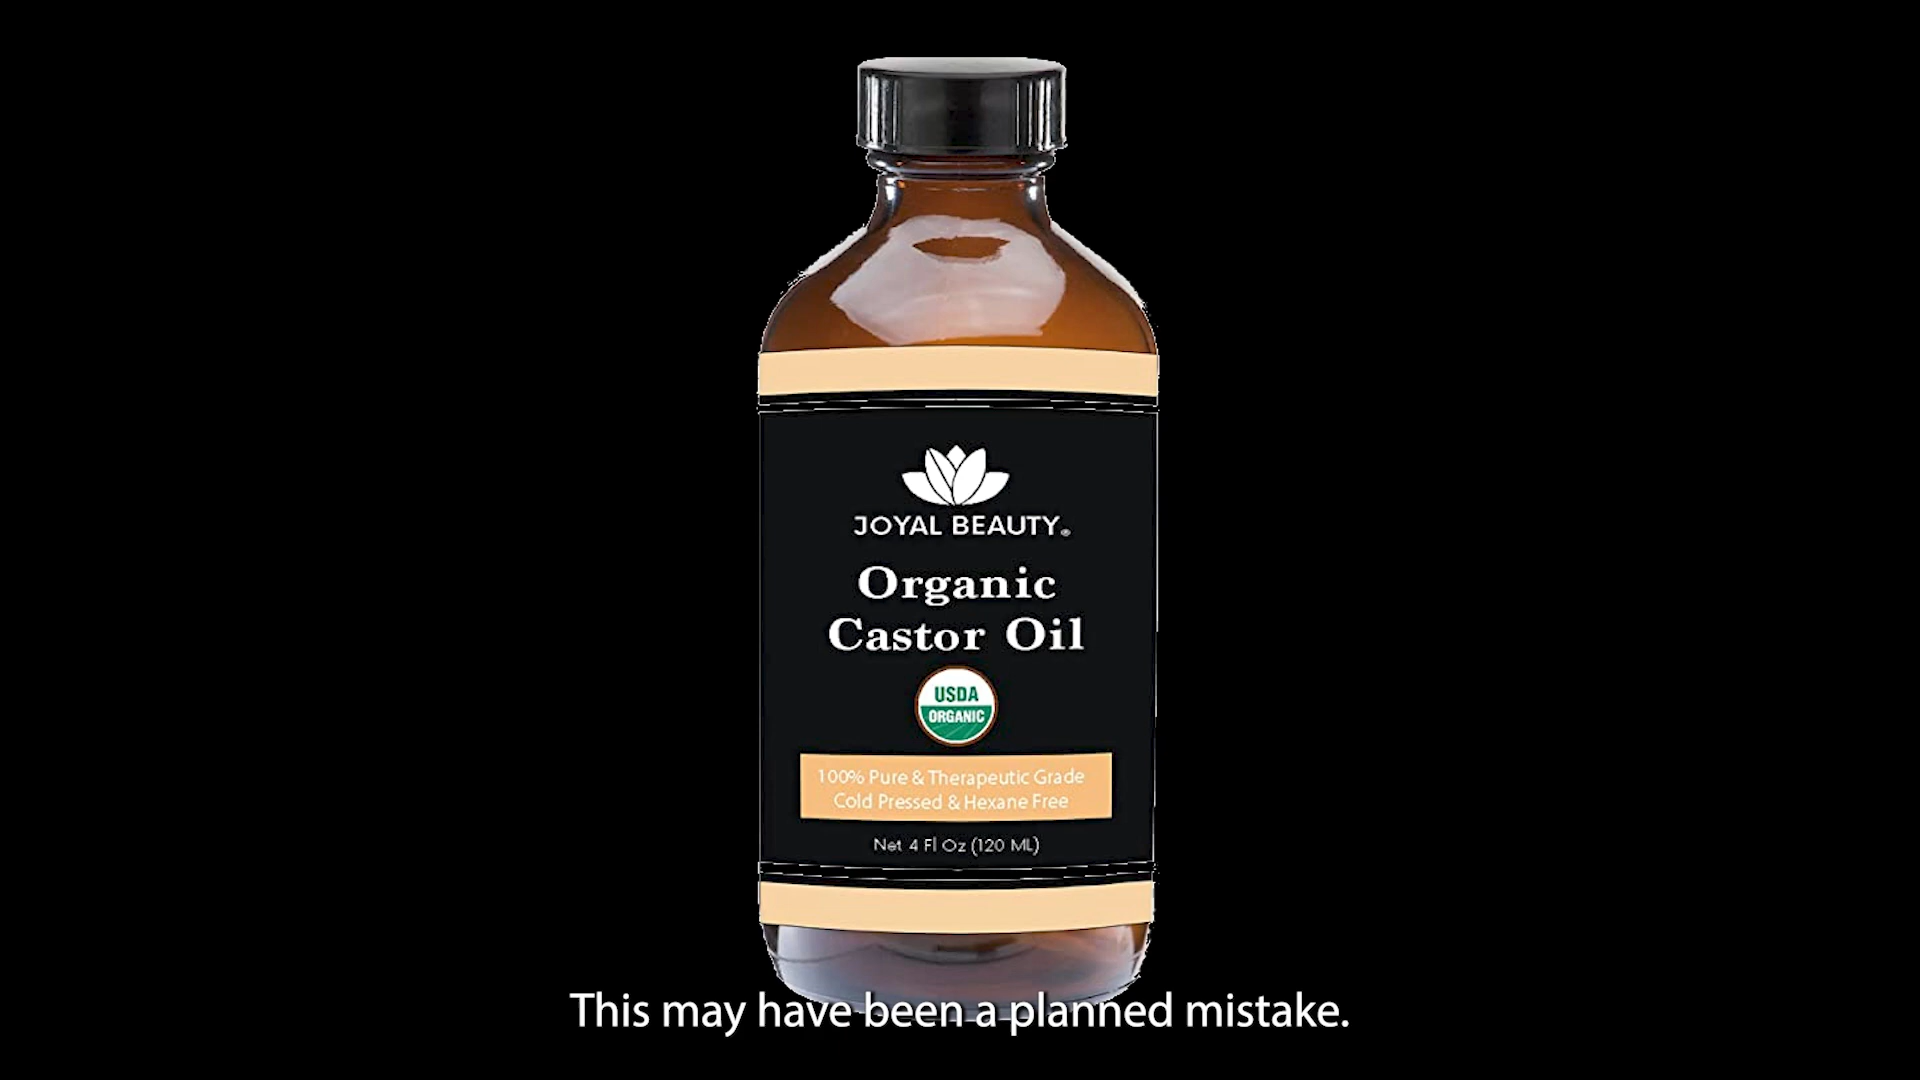 JOYAL BEAUTY®
Organic
Castor Oil
USDA
ORGANIC
100% Pure & Therapeutic Grade
Cold Pressed & Hexane Free
Net 4 Fl Oz (120 ML)
This may have been a planned mistake.